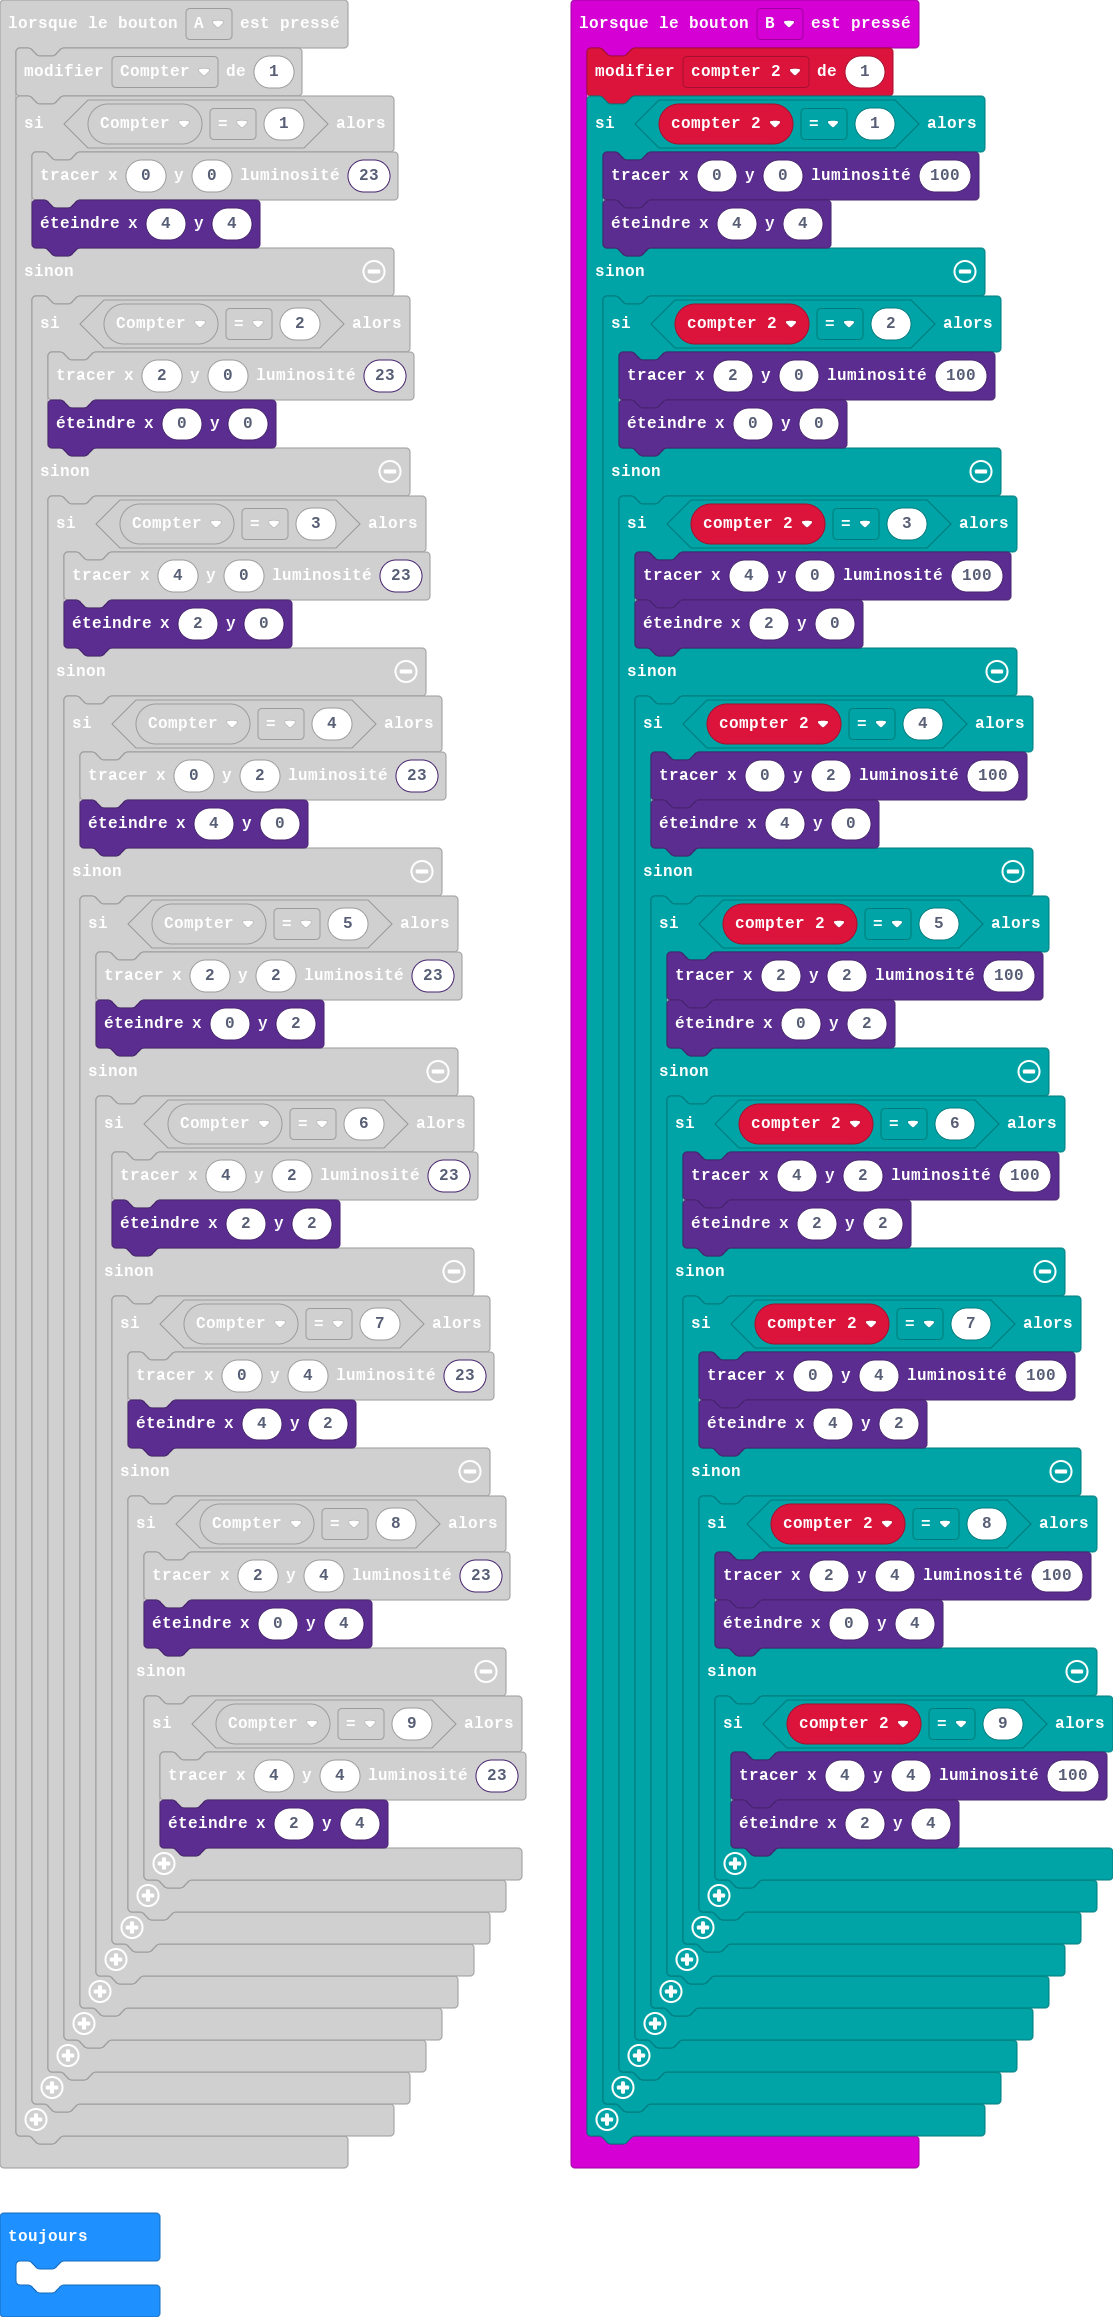 lorsque le bouton A est pressé
modifier Compter de 1
si Compter = 1 alors
tracer x 0 y 0 luminosité 23
éteindre x 4 y 4
sinon
si Compter = 2 alors
tracer x 2 y 0 luminosité 23
éteindre x 0 y 0
sinon
si Compter = 3 alors
tracer x 4 y 0 luminosité 23
éteindre x 2 y 0
sinon
si Compter = 4 alors
tracer x 0 y 2 luminosité 23
éteindre x 4 y 0
sinon
si Compter = 5 alors
tracer x 2 y 2 luminosité 23
éteindre x 0 y 2
sinon
si Compter = 6 alors
tracer x 4 y 2 luminosité 23
éteindre x 2 y 2
sinon
si Compter = 7 alors
tracer x 0 y 4 luminosité 23
éteindre x 4 y 2
sinon
si Compter = 8 alors
tracer x 2 y 4 luminosité 23
éteindre x 0 y 4
sinon
si Compter = 9 alors
tracer x 4 y 4 luminosité 23
éteindre x 2 y 4
lorsque le bouton B est pressé
modifier compter 2 de 1
si compter 2 = 1 alors
tracer x 0 y 0 luminosité 100
éteindre x 4 y 4
sinon
si compter 2 = 2 alors
tracer x 2 y 0 luminosité 100
éteindre x 0 y 0
sinon
si compter 2 = 3 alors
tracer x 4 y 0 luminosité 100
éteindre x 2 y 0
sinon
si compter 2 = 4 alors
tracer x 0 y 2 luminosité 100
éteindre x 4 y 0
sinon
si compter 2 = 5 alors
tracer x 2 y 2 luminosité 100
éteindre x 0 y 2
sinon
si compter 2 = 6 alors
tracer x 4 y 2 luminosité 100
éteindre x 2 y 2
sinon
si compter 2 = 7 alors
tracer x 0 y 4 luminosité 100
éteindre x 4 y 2
sinon
si compter 2 = 8 alors
tracer x 2 y 4 luminosité 100
éteindre x 0 y 4
sinon
si compter 2 = 9 alors
tracer x 4 y 4 luminosité 100
éteindre x 2 y 4
toujours